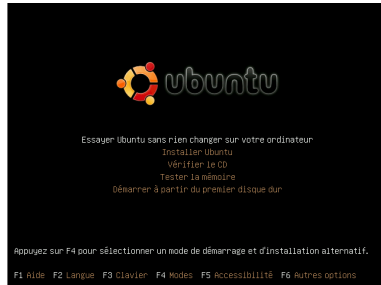 ubuntu
Essayer Ubuntu sans rien changer sur votre ordinateur
Installer Ubuntu
Vérifier le CD
Tester la mémoire
Démarrer à partir du premier disque dur
Appuyez sur F4 pour sélectionner un mode de démarrage et d'installation alternatif.
F1 Aide F2 Langue F3 Clavier F4 Modes F5 Accessibilité F6 Autres options